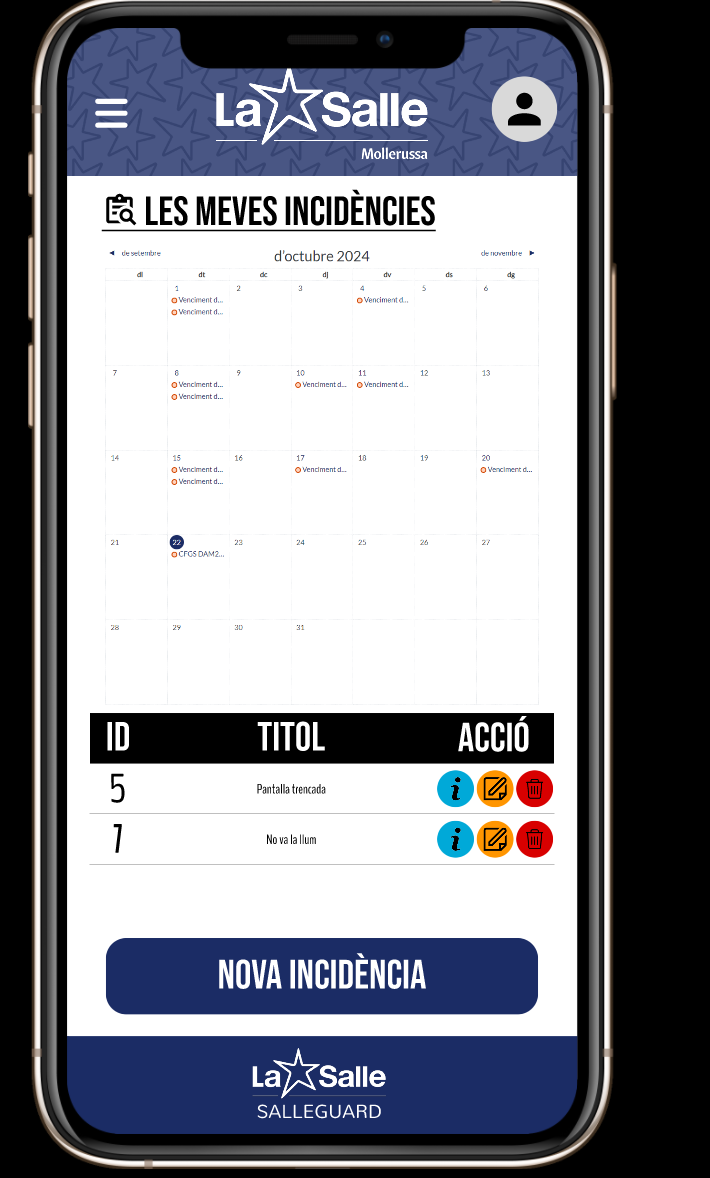 La Salle
Mollerussa
LES MEVES INCIDÈNCIES
◄ de setembre d'octubre 2024 de novembre ►
dl dt dc dj dv ds dg
1 2 3 4 5 6
Venciment d... Venciment d...
Venciment d...
7 8 9 10 11 12 13
Venciment d... Venciment d... Venciment d...
Venciment d...
14 15 16 17 18 19 20
Venciment d... Venciment d... Venciment d...
Venciment d...
21 22 23 24 25 26 27
CFGS DAM2...
28 29 30 31
ID TITOL ACCIÓ
5 Pantalla trencada
7 No va la llum
NOVA INCIDÈNCIA
La Salle
SALLEGUARD